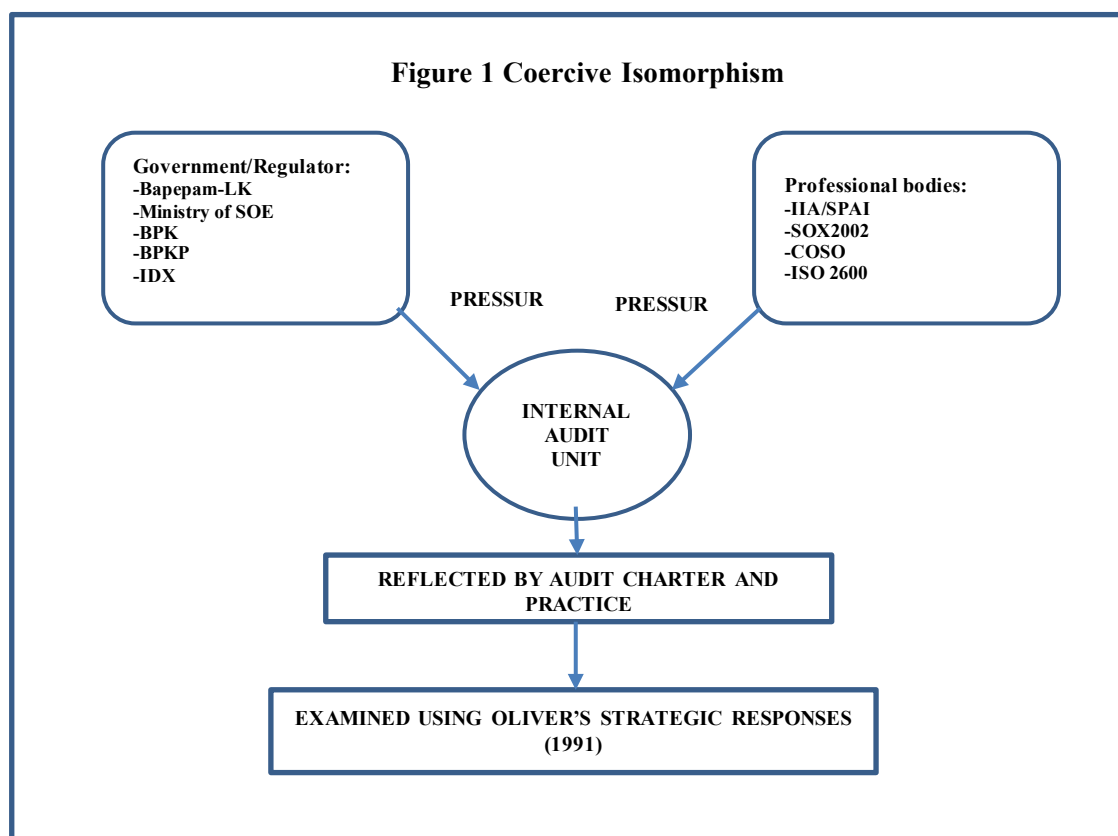 Figure 1 Coercive Isomorphism
Government/Regulator:
-Bapepam-LK
-Ministry of SOE
-BPK
-BPKP
-IDX
Professional bodies:
-IIA/SPAI
-SOX2002
-COSO
-ISO 2600
PRESSUR
PRESSUR
INTERNAL
AUDIT
UNIT
REFLECTED BY AUDIT CHARTER AND
PRACTICE
EXAMINED USING OLIVER’S STRATEGIC RESPONSES
(1991)